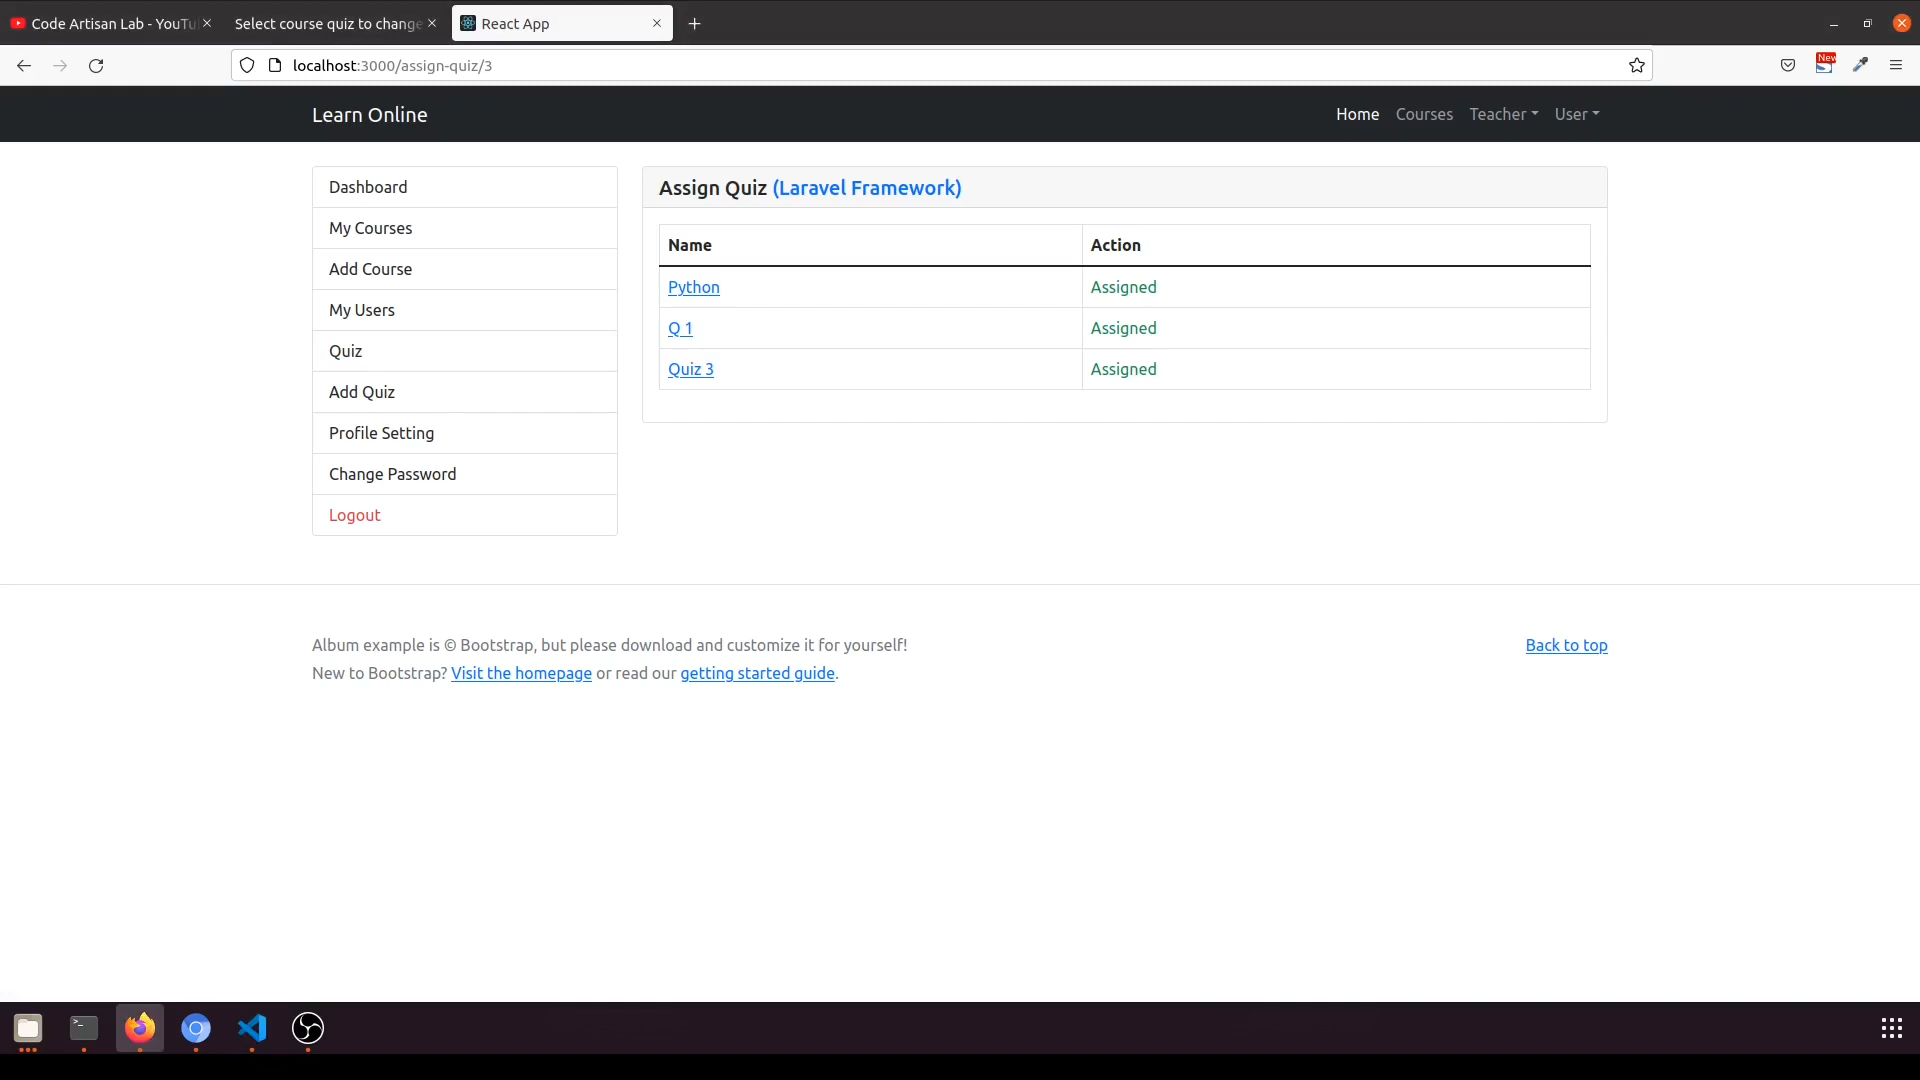 Code Artisan Lab - YouTu
Select course quiz to change
React App
localhost:3000/assign-quiz/3
New
Learn Online
Home
Courses
Teacher
User
Dashboard
My Courses
Add Course
My Users
Quiz
Add Quiz
Profile Setting
Change Password
Logout
Assign Quiz (Laravel Framework)
Name
Action
Python
Assigned
Q 1
Assigned
Quiz 3
Assigned
Album example is © Bootstrap, but please download and customize it for yourself!
Back to top
New to Bootstrap? Visit the homepage or read our getting started guide.